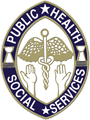 PUBLIC ★ HEALTH
SOCIAL ★ SERVICES